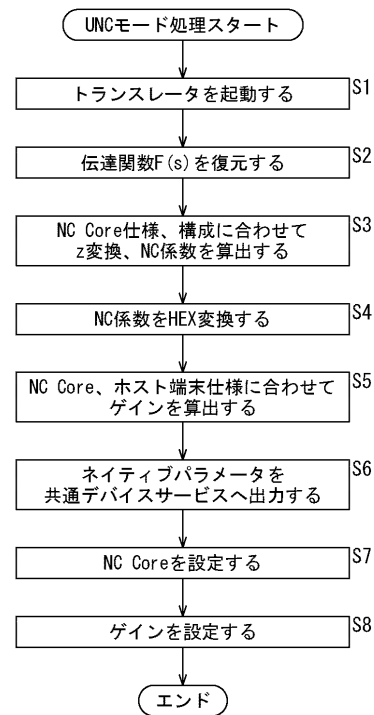 UNCモード処理スタート
トランスレータを起動する
S1
伝達関数F(s)を復元する
S2
NC Core仕様、構成に合わせて
z変換、NC係数を算出する
S3
NC係数をHEX変換する
S4
NC Core、ホスト端末仕様に合わせて
ゲインを算出する
S5
ネイティブパラメータを
共通デバイスサービスへ出力する
S6
NC Coreを設定する
S7
ゲインを設定する
S8
エンド